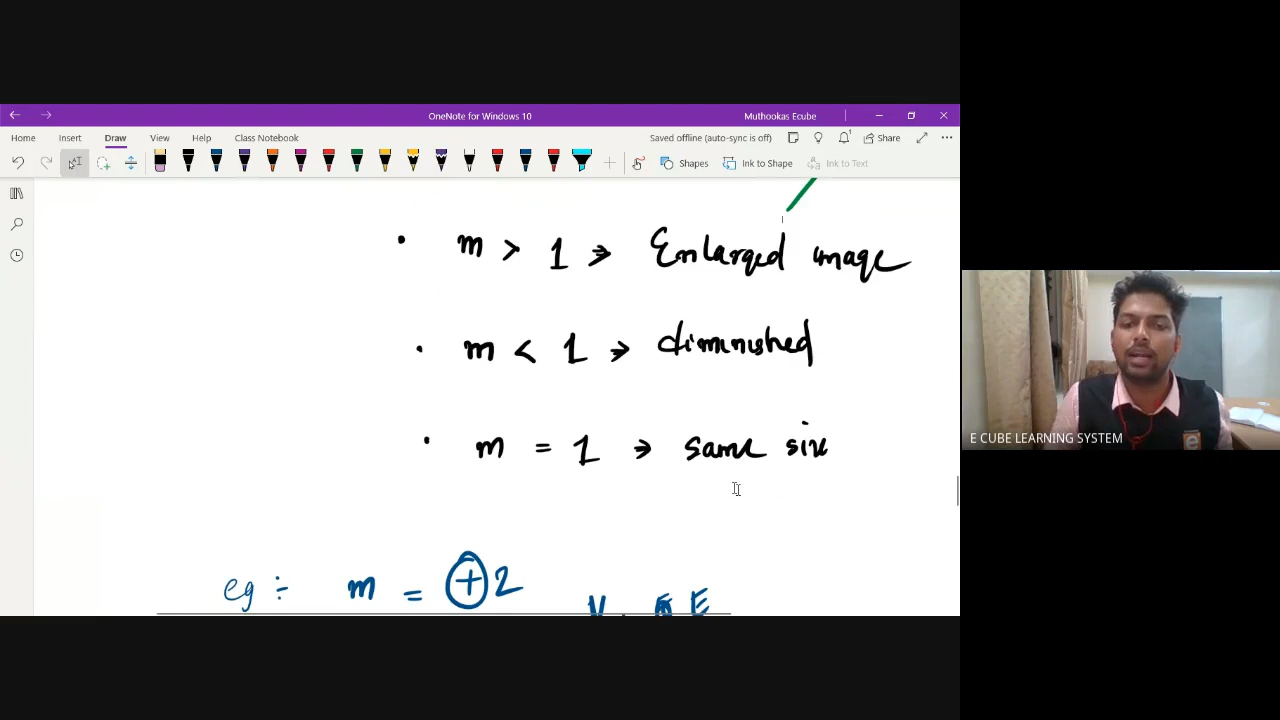 OneNote for Windows 10
Muthookas Ecube
Home Insert Draw View Help Class Notebook
Saved offline (auto-sync is off) Share
Shapes Ink to Shape Ink to Text
• m > 1 → Enlarged image
• m < 1 → diminished
• m = 1 → same size
eg ÷ m = +2
V. E
E CUBE LEARNING SYSTEM